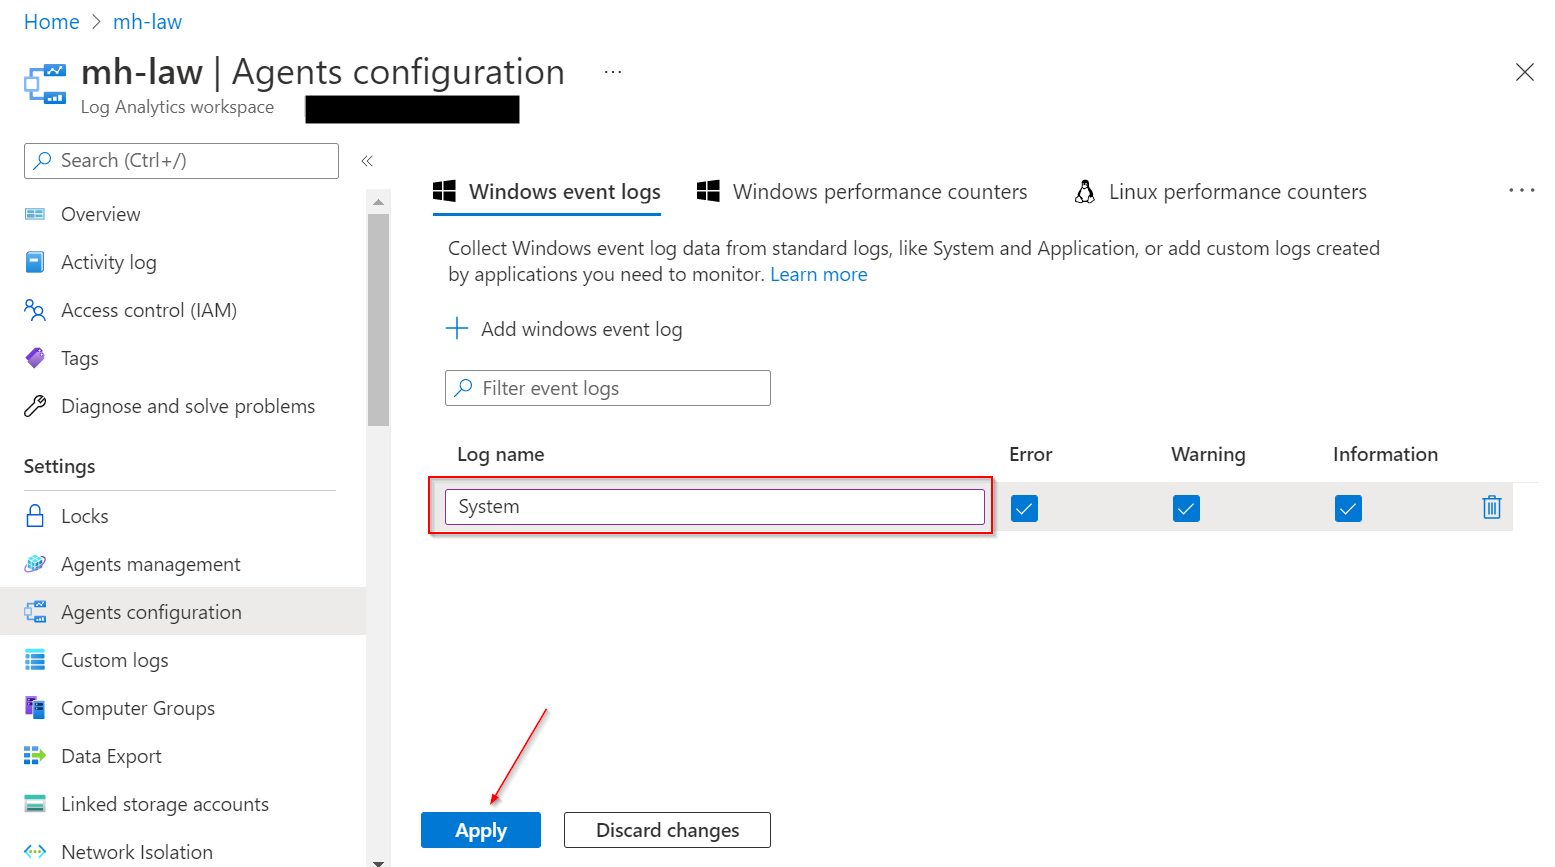 Home > mh-law
mh-law | Agents configuration ...
Log Analytics workspace
Search (Ctrl+/) «
Overview
Activity log
Access control (IAM)
Tags
Diagnose and solve problems
Settings
Locks
Agents management
Agents configuration
Custom logs
Computer Groups
Data Export
Linked storage accounts
Network Isolation
Windows event logs Windows performance counters Linux performance counters ...
Collect Windows event log data from standard logs, like System and Application, or add custom logs created
by applications you need to monitor. Learn more
Add windows event log
Filter event logs
Log name Error Warning Information
System
Apply Discard changes